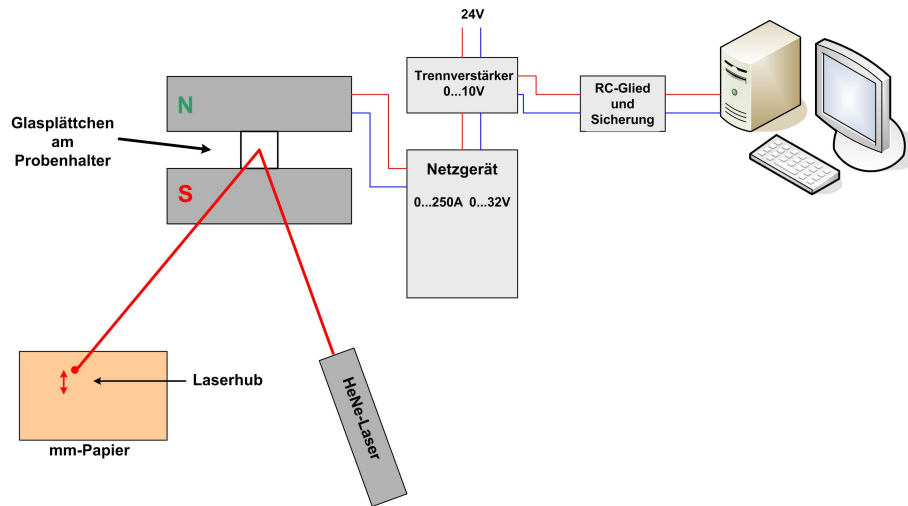 24V
Trennverstärker
0...10V
RC-Glied
und
Sicherung
N
Glasplättchen
am
Probenhalter
S
Netzgerät
0...250A 0...32V
Laserhub
mm-Papier
HeNe-Laser